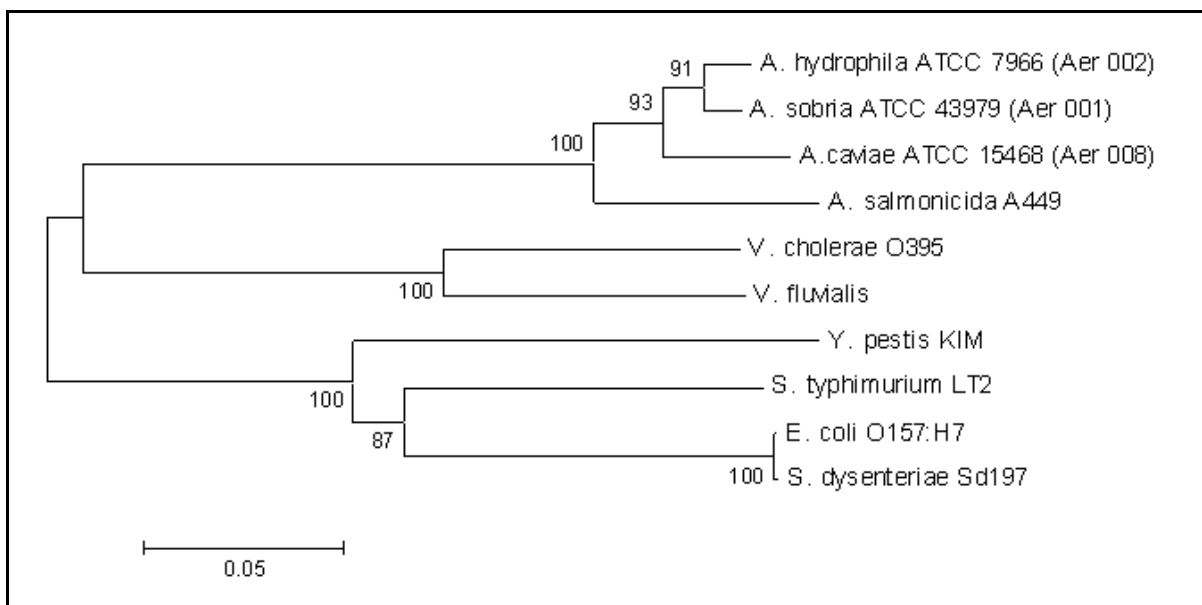 91
A. hydrophila ATCC 7966 (Aer 002)
93
A. sobria ATCC 43979 (Aer 001)
100
A.caviae ATCC 15468 (Aer 008)
A. salmonicida A449
V. cholerae O395
100
V. fluvialis
Y. pestis KIM
100
S. typhimurium LT2
87
E. coli O157:H7
100
S. dysenteriae Sd197
0.05